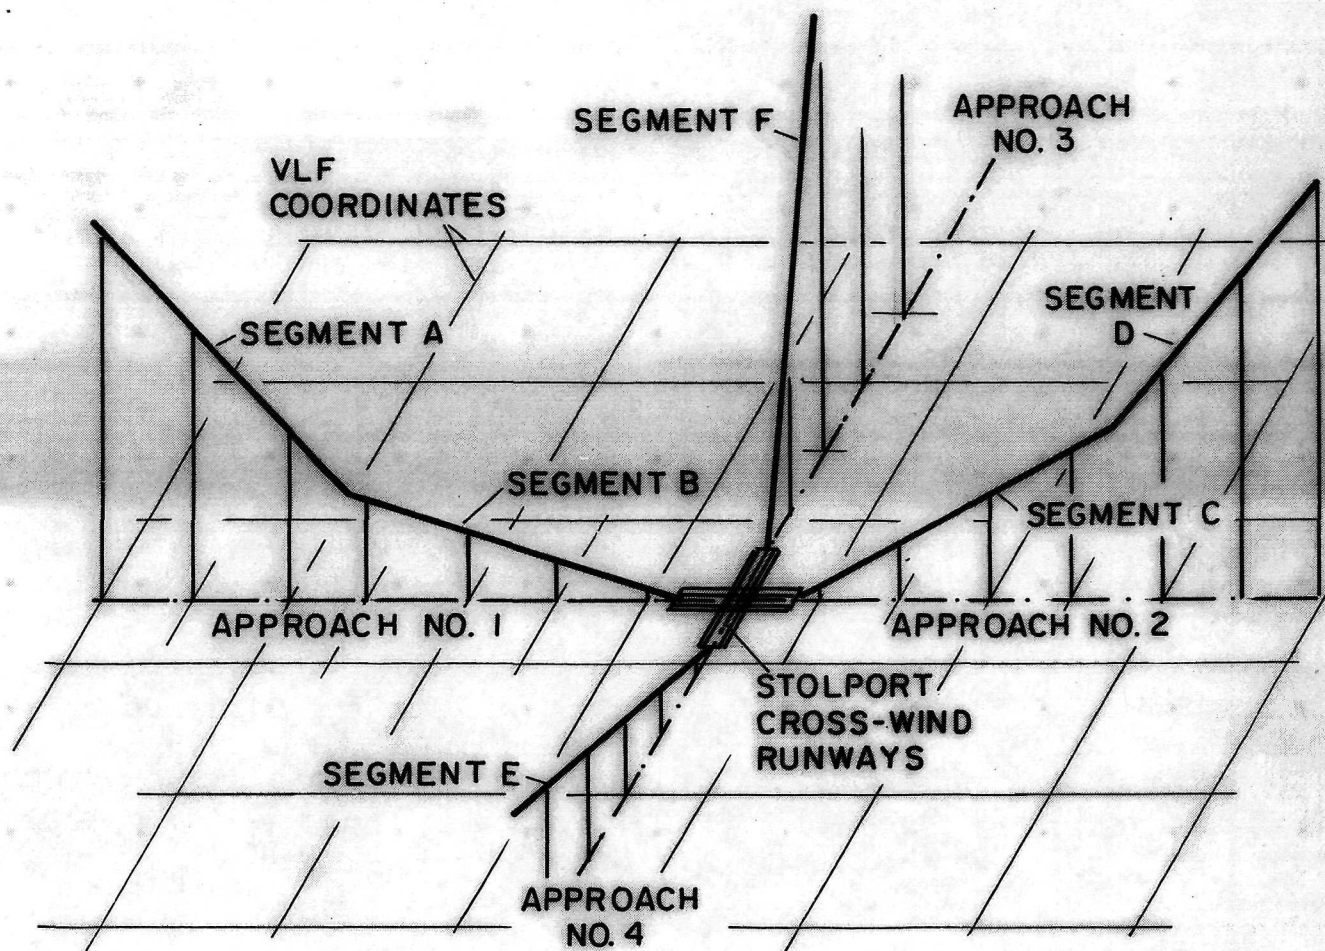 SEGMENT F
APPROACH
NO. 3
VLF
COORDINATES
SEGMENT A
SEGMENT
D
SEGMENT B
SEGMENT C
APPROACH NO. 1
APPROACH NO. 2
STOLPORT
CROSS-WIND
RUNWAYS
SEGMENT E
APPROACH
NO. 4